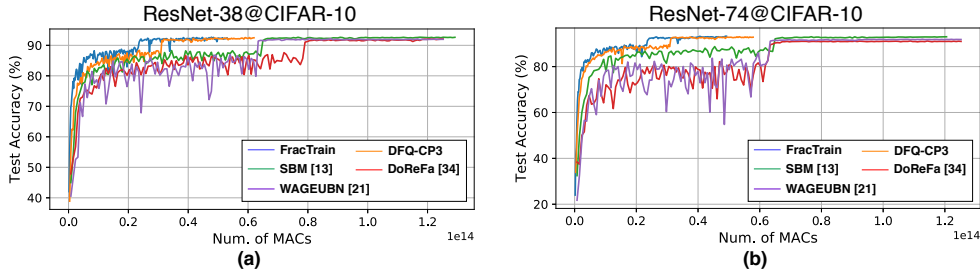 ResNet-38@CIFAR-10
Test Accuracy (%)
90
80
70
60
50
40
FracTrain
SBM [13]
WAGEUBN [21]
DFQ-CP3
DoReFa [34]
0.0 0.2 0.4 0.6 0.8 1.0 1.2
Num. of MACs
1e14
(a)
ResNet-74@CIFAR-10
Test Accuracy (%)
80
60
40
20
FracTrain
SBM [13]
WAGEUBN [21]
DFQ-CP3
DoReFa [34]
0.0 0.2 0.4 0.6 0.8 1.0 1.2
Num. of MACs
1e14
(b)